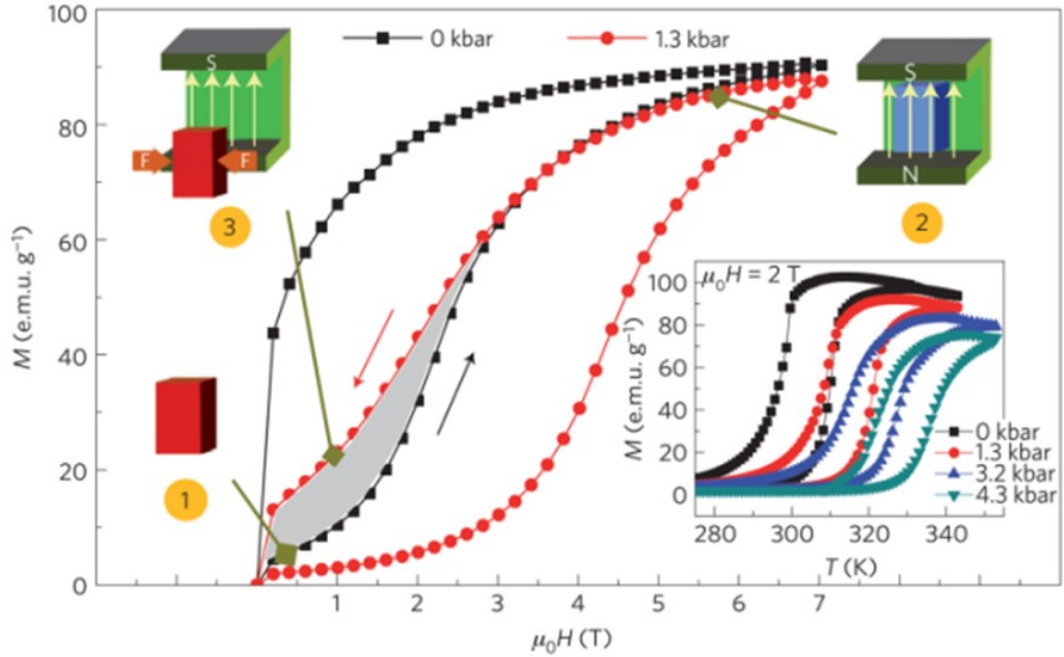 100
80
60
40
20
0
M (e.m.u. g⁻¹)
0 kbar
1.3 kbar
S
F
F
3
1
S
N
2
μ₀H = 2 T
100
80
60
40
20
0
M (e.m.u. g⁻¹)
0 kbar
1.3 kbar
3.2 kbar
4.3 kbar
280 300 320 340
T (K)
1 2 3 4 5 6 7
μ₀H (T)